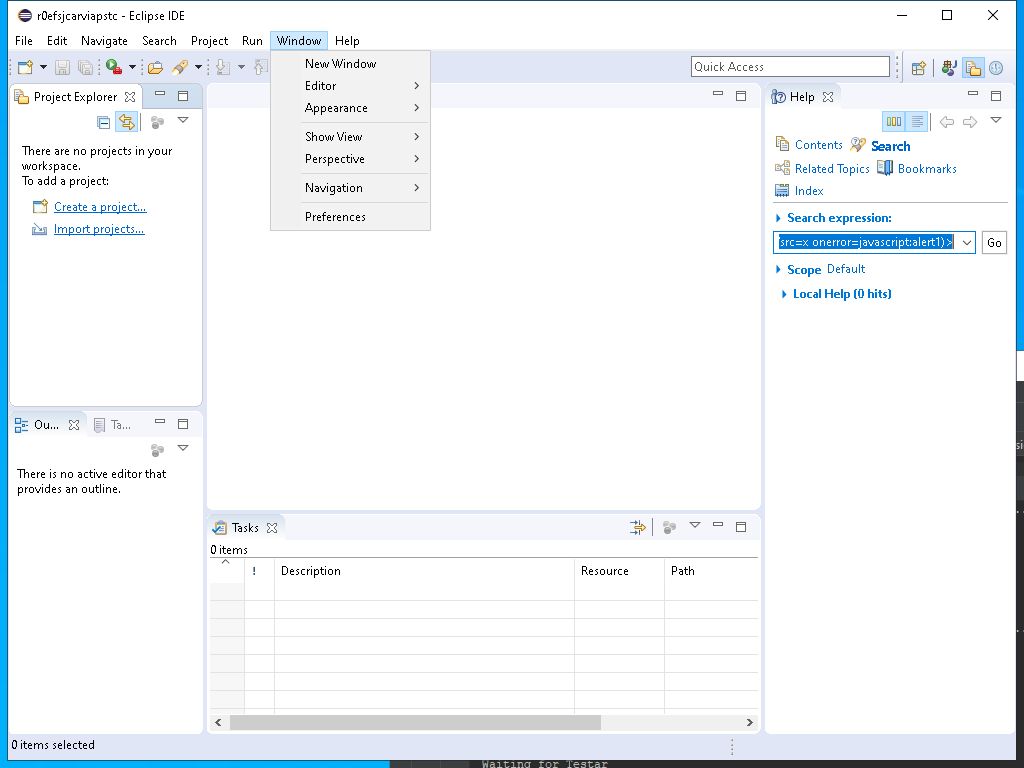 r0efsjcarviapstc - Eclipse IDE
File Edit Navigate Search Project Run Window Help
Quick Access
New Window
Editor
Appearance
Show View
Perspective
Navigation
Preferences
Project Explorer
There are no projects in your
workspace.
To add a project:
Create a project...
Import projects...
Help
Contents Search
Related Topics Bookmarks
Index
Search expression:
src=x onerror=javascript:alert1)> Go
Scope Default
Local Help (0 hits)
Ou... Ta...
There is no active editor that
provides an outline.
Tasks
0 items
! Description Resource Path
0 items selected
Waiting for Testar